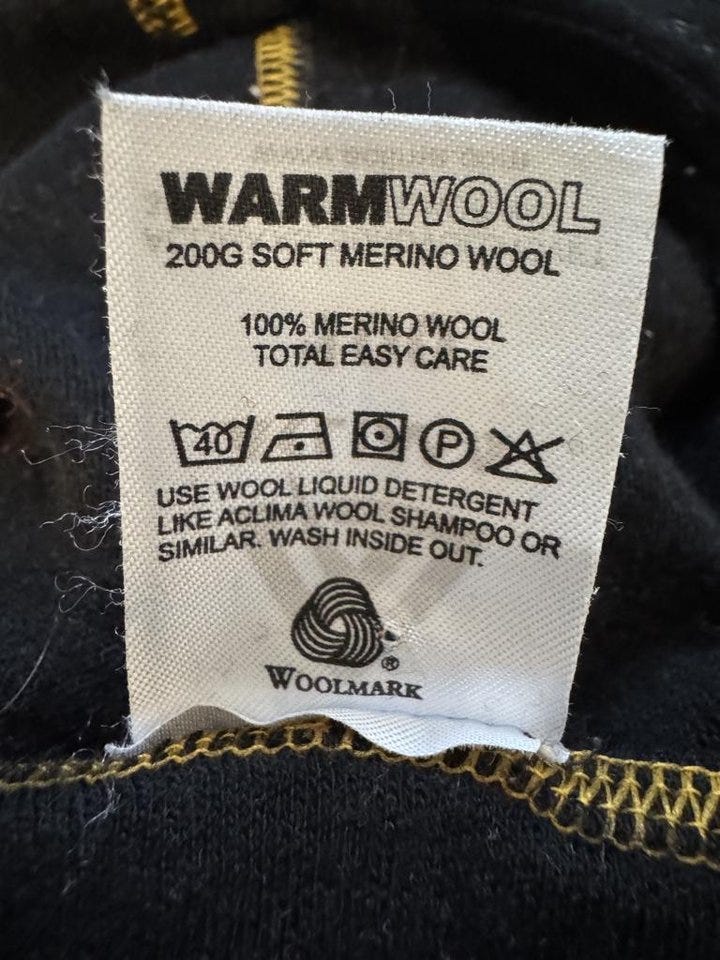 WARMWOOL
200G SOFT MERINO WOOL
100% MERINO WOOL
TOTAL EASY CARE
40 P
USE WOOL LIQUID DETERGENT
LIKE ACLIMA WOOL SHAMPOO OR
SIMILAR. WASH INSIDE OUT.
®
WOOLMARK